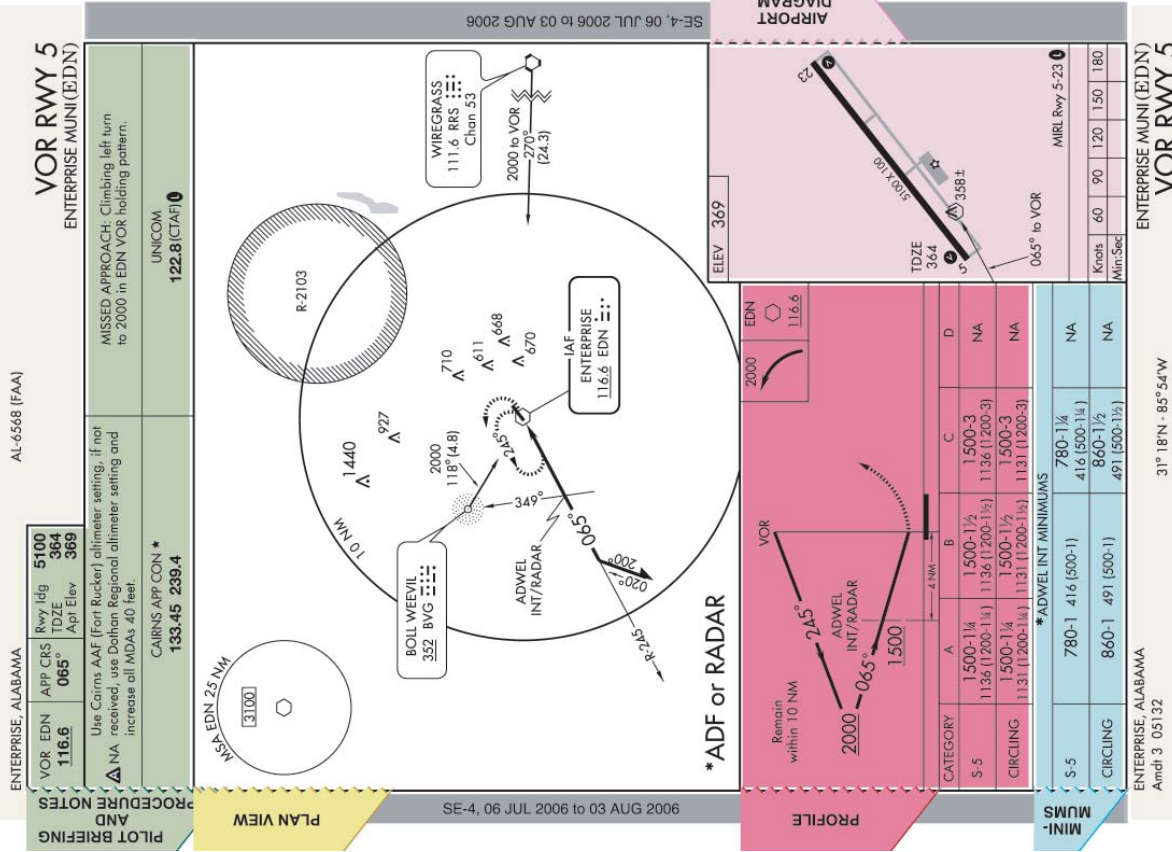 ENTERPRISE, ALABAMA
AL-6568 (FAA)
VOR RWY 5
ENTERPRISE MUNI (EDN)
PILOT BRIEFING
AND
PROCEDURE NOTES
VOR EDN
116.6
APP CRS
065°
Rwy ldg 5100
TDZE 364
Apt Elev 369
A NA
Use Cairns AAF (Fort Rucker) altimeter setting, if not
received, use Dothan Regional altimeter setting and
increase all MDAs 40 feet.
MISSED APPROACH: Climbing left turn
to 2000 in EDN VOR holding pattern.
CAIRNS APP CON ★
133.45 239.4
UNICOM
122.8 (CTAF) L
PLAN VIEW
MSA EDN 25 NM
3100
10 NM
R-2103
1440
927
710
611
668
670
BOLL WEEVIL
352 BVG
2000
118° (4.8)
WIREGRASS
111.6 RRS
Chan 53
2000 to VOR
270°
(24.3)
IAF
ENTERPRISE
116.6 EDN
245°
349°
ADWEL
INT/RADAR
065°
020°
200°
R-245
*ADF or RADAR
SE-4, 06 JUL 2006 to 03 AUG 2006
SE-4, 06 JUL 2006 to 03 AUG 2006
PROFILE
Remain
within 10 NM
VOR
245°
2000
065°
ADWEL
INT/RADAR
1500
4 NM
2000
EDN
116.6
CATEGORY A B C D
S-5 1500-1¼ 1136 (1200-1¼) 1500-1½ 1136 (1200-1½) 1500-3 1136 (1200-3) NA
CIRCLING 1500-1¼ 1131 (1200-1¼) 1500-1½ 1131 (1200-1½) 1500-3 1131 (1200-3) NA
*ADWEL INT MINIMUMS
MINI-
MUMS
S-5 780-1 416 (500-1) 780-1¼ 416 (500-1¼) NA
CIRCLING 860-1 491 (500-1) 860-1½ 491 (500-1½) NA
AIRPORT
DIAGRAM
ELEV 369
23
V
5100 X 100
TDZE
364
V
5
358±
065° to VOR
MIRL Rwy 5-23 L
Knots 60 90 120 150 180
Min:Sec
ENTERPRISE, ALABAMA
Amdt 3 05132
31°18'N - 85°54'W
ENTERPRISE MUNI (EDN)
VOR RWY 5